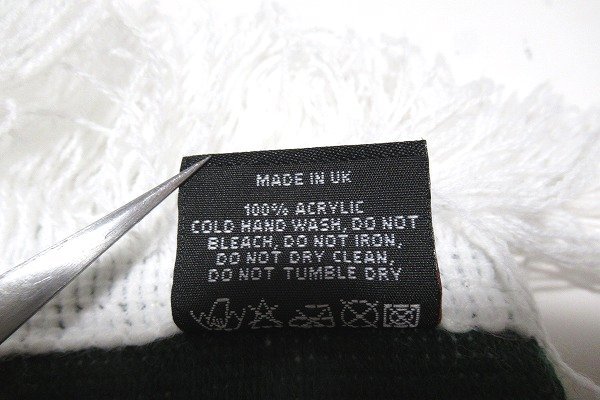 MADE IN UK
100% ACRYLIC
COLD HAND WASH, DO NOT
BLEACH, DO NOT IRON,
DO NOT DRY CLEAN,
DO NOT TUMBLE DRY